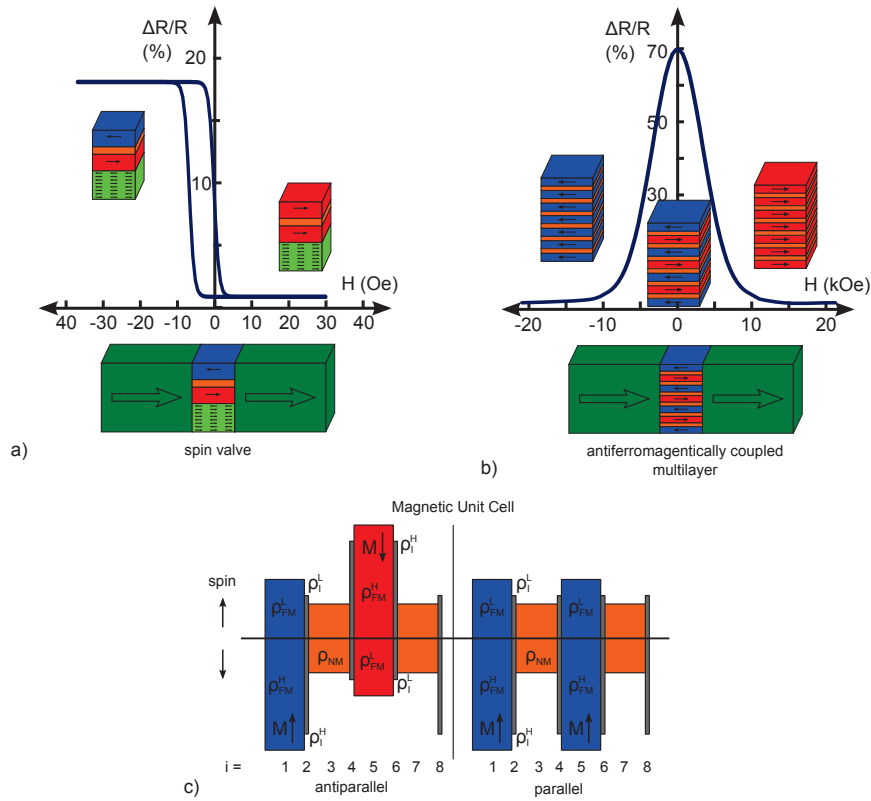 ΔR/R
(%)
20
10
H (Oe)
40 -30 -20 -10 0 10 20 30 40
spin valve
a)
ΔR/R
(%)
70
50
30
H (kOe)
-20 -10 0 10 20
antiferromagentically coupled
multilayer
b)
Magnetic Unit Cell
spin
M
ρ_I^H
ρ_I^L
ρ_I^L
ρ_FM^L
ρ_FM^H
ρ_FM^L
ρ_FM^L
ρ_NM
ρ_FM^L
ρ_NM
ρ_FM^H
ρ_I^L
ρ_FM^H
ρ_FM^H
M
ρ_I^H
M
ρ_I^H
M
i = 1 2 3 4 5 6 7 8 1 2 3 4 5 6 7 8
antiparallel parallel
c)